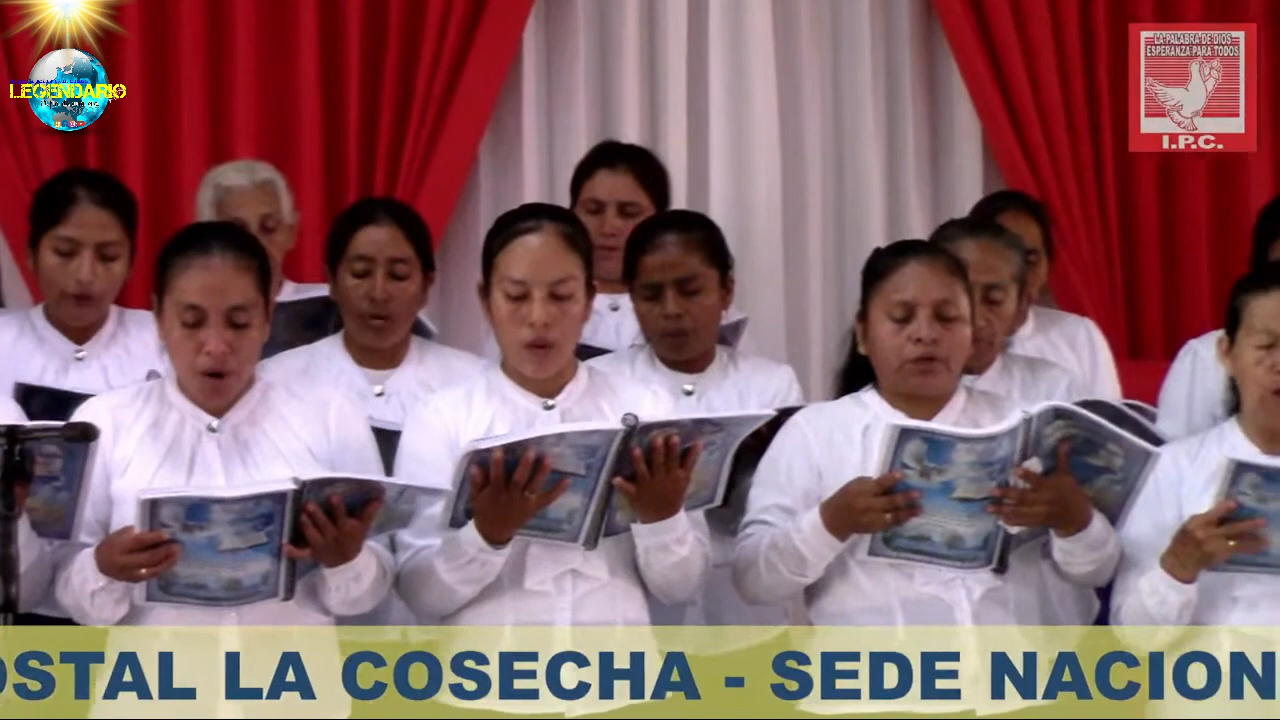 LEGENDARIO
LA PALABRA DE DIOS
ESPERANZA PARA TODOS
I.P.C.
OSTAL LA COSECHA - SEDE NACION